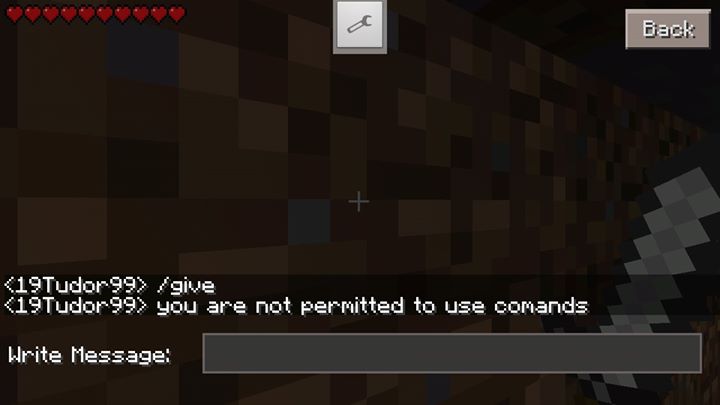 Back
<19Tudor99> /give
<19Tudor99> you are not permitted to use comands
Write Message: